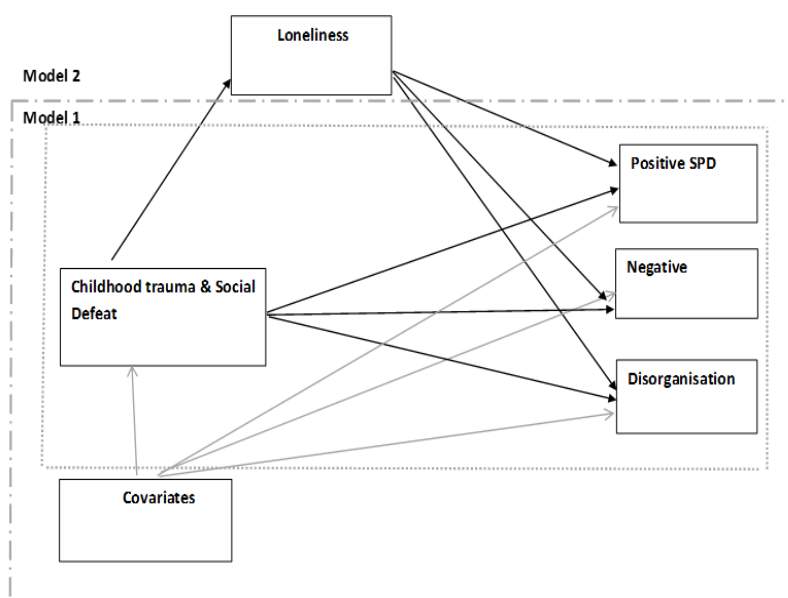 Loneliness
Model 2
Model 1
Positive SPD
Negative
Childhood trauma & Social
Defeat
Disorganisation
Covariates